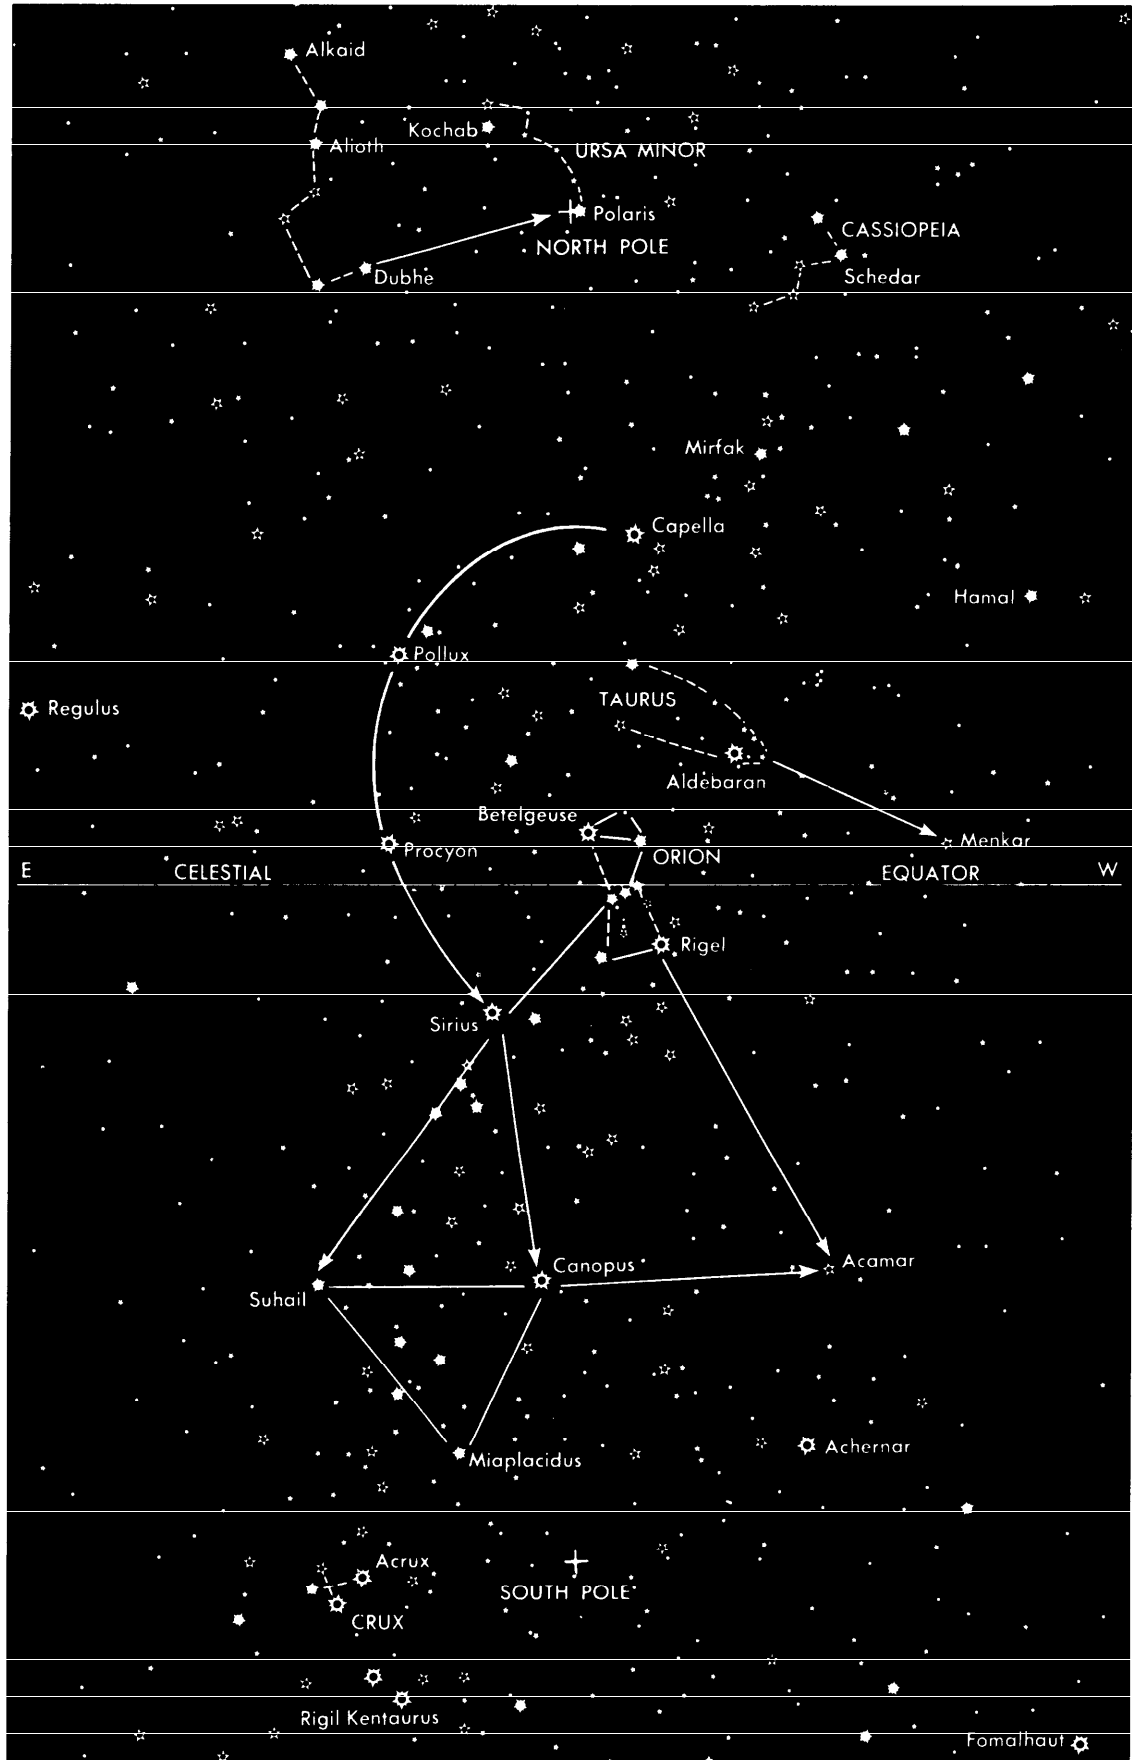 Alkaid
Kochab
Alioth
URSA MINOR
Polaris
CASSIOPEIA
NORTH POLE
Dubhe
Schedar
Mirfak
Capella
Hamal
Pollux
Regulus
TAURUS
Aldebaran
Betelgeuse
Procyon
ORION
Menkar
E CELESTIAL EQUATOR W
Rigel
Sirius
Canopus
Acamar
Suhail
Achernar
Miaplacidus
Acrux
SOUTH POLE
CRUX
Rigil Kentaurus
Fomalhaut